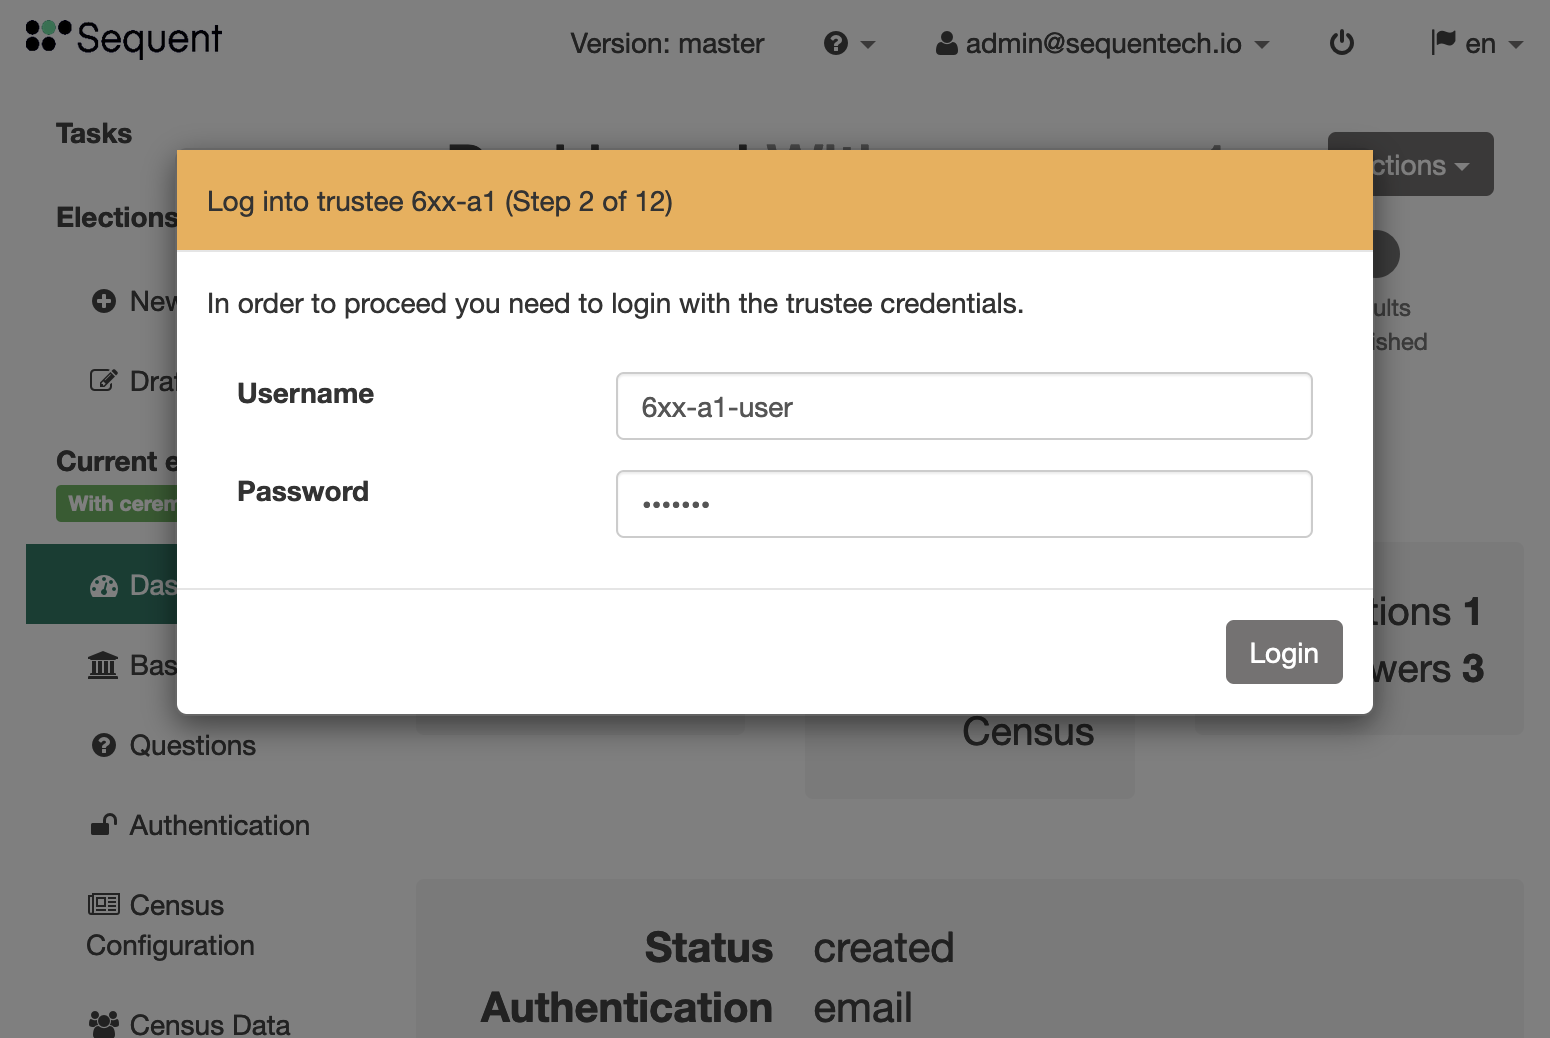 Sequent
Version: master
admin@sequentech.io
en
Tasks
Elections
New
Current e
With cerem
Das
Bas
Questions
Authentication
Census
Configuration
Census Data
Log into trustee 6xx-a1 (Step 2 of 12)
In order to proceed you need to login with the trustee credentials.
Username
6xx-a1-user
Password
•••••••
Login
ctions
ults
ished
tions 1
wers 3
Census
Status created
Authentication email